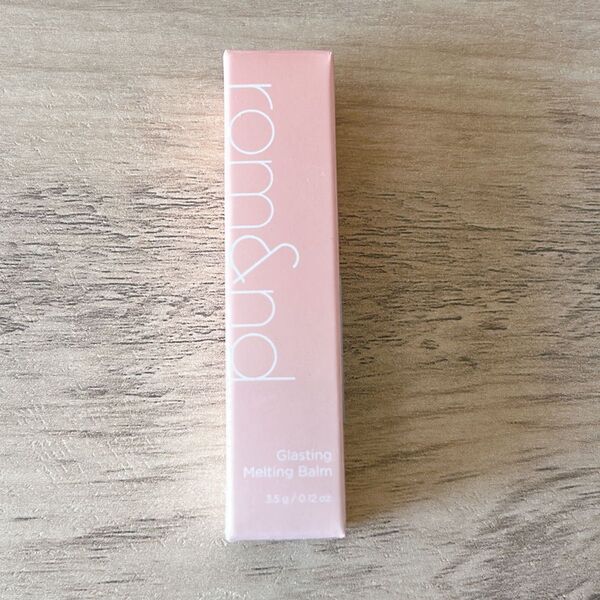 rom&nd
Glasting
Melting Balm
3.5 g / 0.12 oz